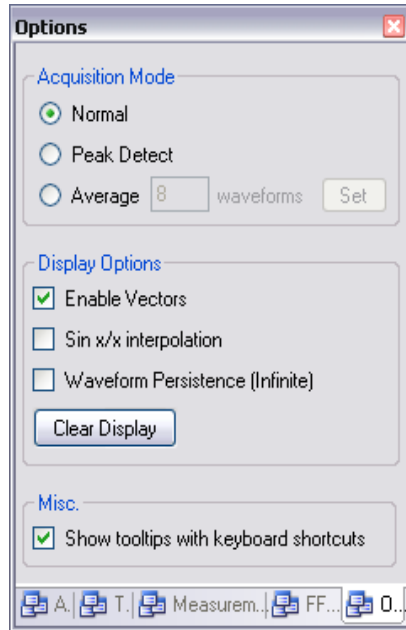 Options
Acquisition Mode
Normal
Peak Detect
Average 8 waveforms Set
Display Options
Enable Vectors
Sin x/x interpolation
Waveform Persistence (Infinite)
Clear Display
Misc.
Show tooltips with keyboard shortcuts
A. T. Measurem... FF... O...